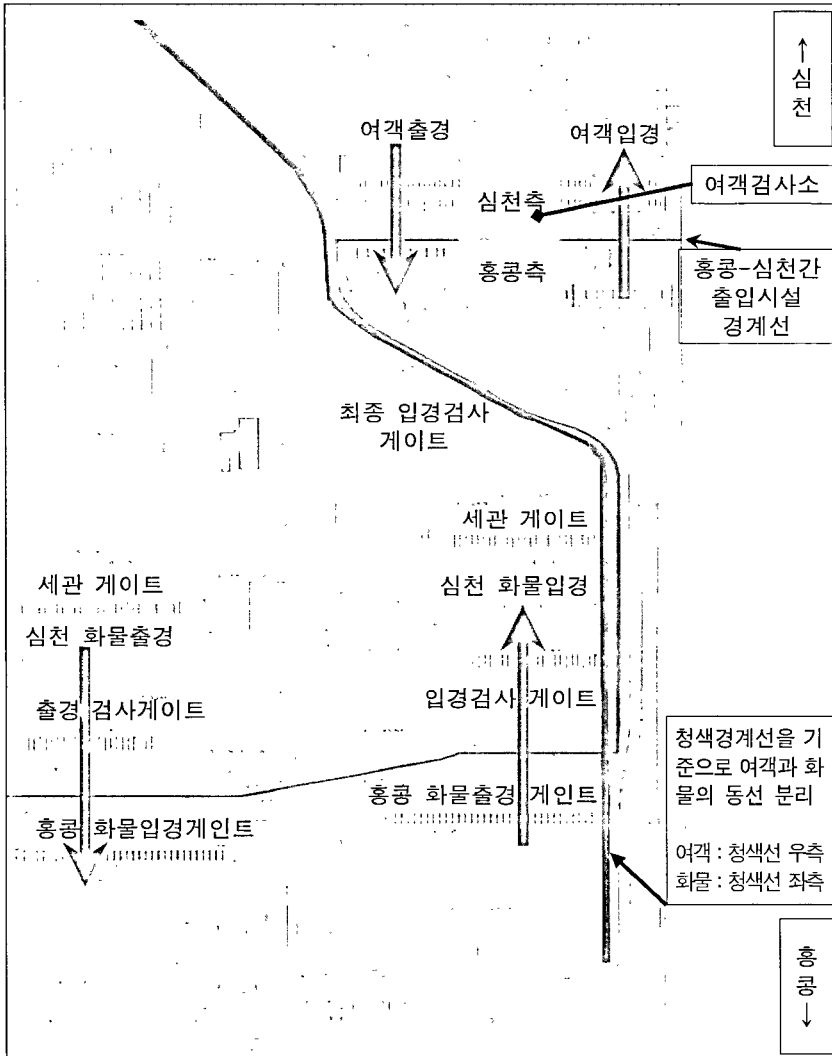 ↑
심
천
여객출경
여객입경
여객검사소
심천측
홍콩측
홍콩-심천간
출입시설
경계선
최종 입경검사
게이트
세관 게이트
심천 화물입경
세관 게이트
심천 화물출경
입경검사 게이트
출경 검사게이트
청색경계선을 기
준으로 여객과 화
물의 동선 분리
여객 : 청색선 우측
화물 : 청색선 좌측
홍콩 화물출경 게인트
홍콩 화물입경게인트
홍
콩
↓